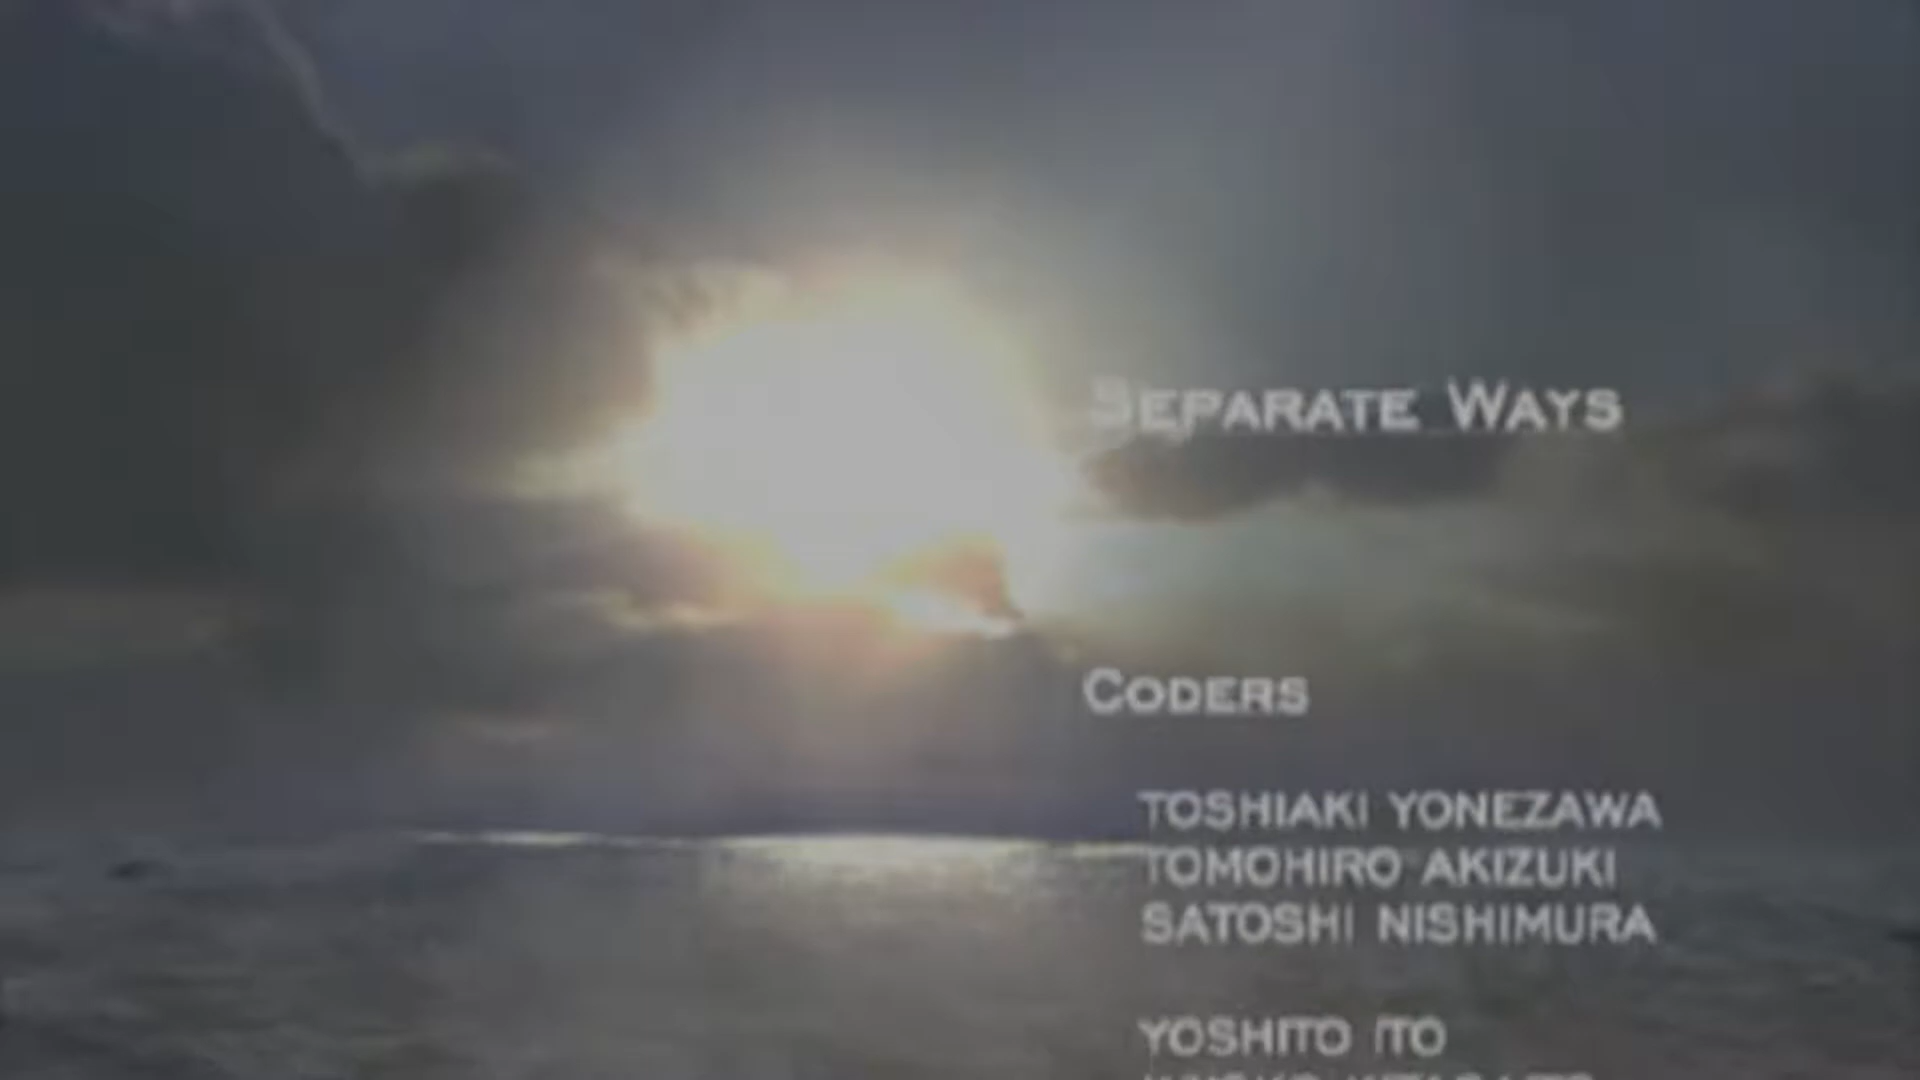 Separate Ways
Coders
TOSHIAKI YONEZAWA
TOMOHIRO AKIZUKI
SATOSHI NISHIMURA
YOSHITO ITO